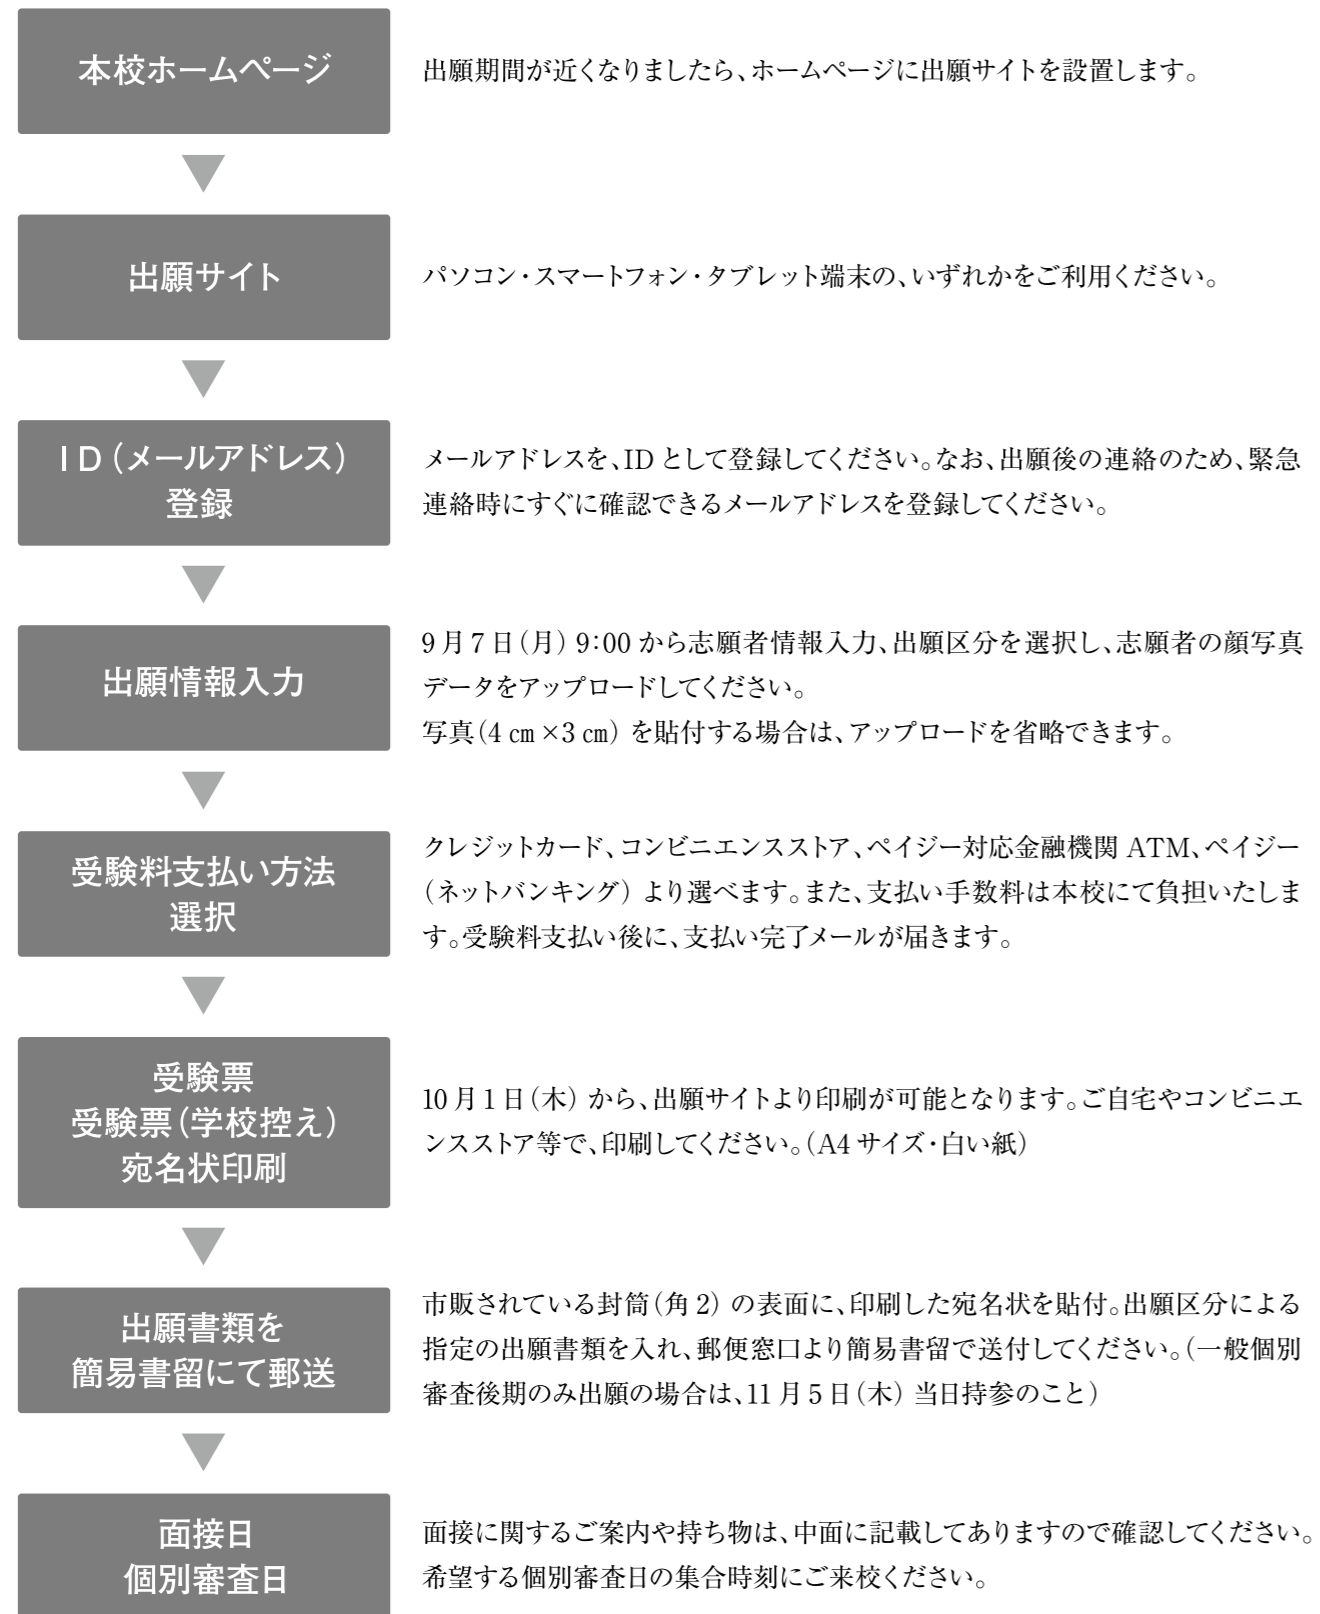 本校ホームページ
出願期間が近くなりましたら、ホームページに出願サイトを設置します。
出願サイト
パソコン・スマートフォン・タブレット端末の、いずれかをご利用ください。
ID(メールアドレス)
登録
メールアドレスを、IDとして登録してください。なお、出願後の連絡のため、緊急
連絡時にすぐに確認できるメールアドレスを登録してください。
出願情報入力
9月7日(月) 9:00から志願者情報入力、出願区分を選択し、志願者の顔写真
データをアップロードしてください。
写真(4㎝×3㎝)を貼付する場合は、アップロードを省略できます。
受験料支払い方法
選択
クレジットカード、コンビニエンスストア、ペイジー対応金融機関 ATM、ペイジー
(ネットバンキング)より選べます。また、支払い手数料は本校にて負担いたしま
す。受験料支払い後に、支払い完了メールが届きます。
受験票
受験票(学校控え)
宛名状印刷
10月1日(木)から、出願サイトより印刷が可能となります。ご自宅やコンビニエ
ンスストア等で、印刷してください。(A4サイズ・白い紙)
出願書類を
簡易書留にて郵送
市販されている封筒(角2)の表面に、印刷した宛名状を貼付。出願区分による
指定の出願書類を入れ、郵便窓口より簡易書留で送付してください。(一般個別
審査後期のみ出願の場合は、11月5日(木)当日持参のこと)
面接日
個別審査日
面接に関するご案内や持ち物は、中面に記載してありますので確認してください。
希望する個別審査日の集合時刻にご来校ください。